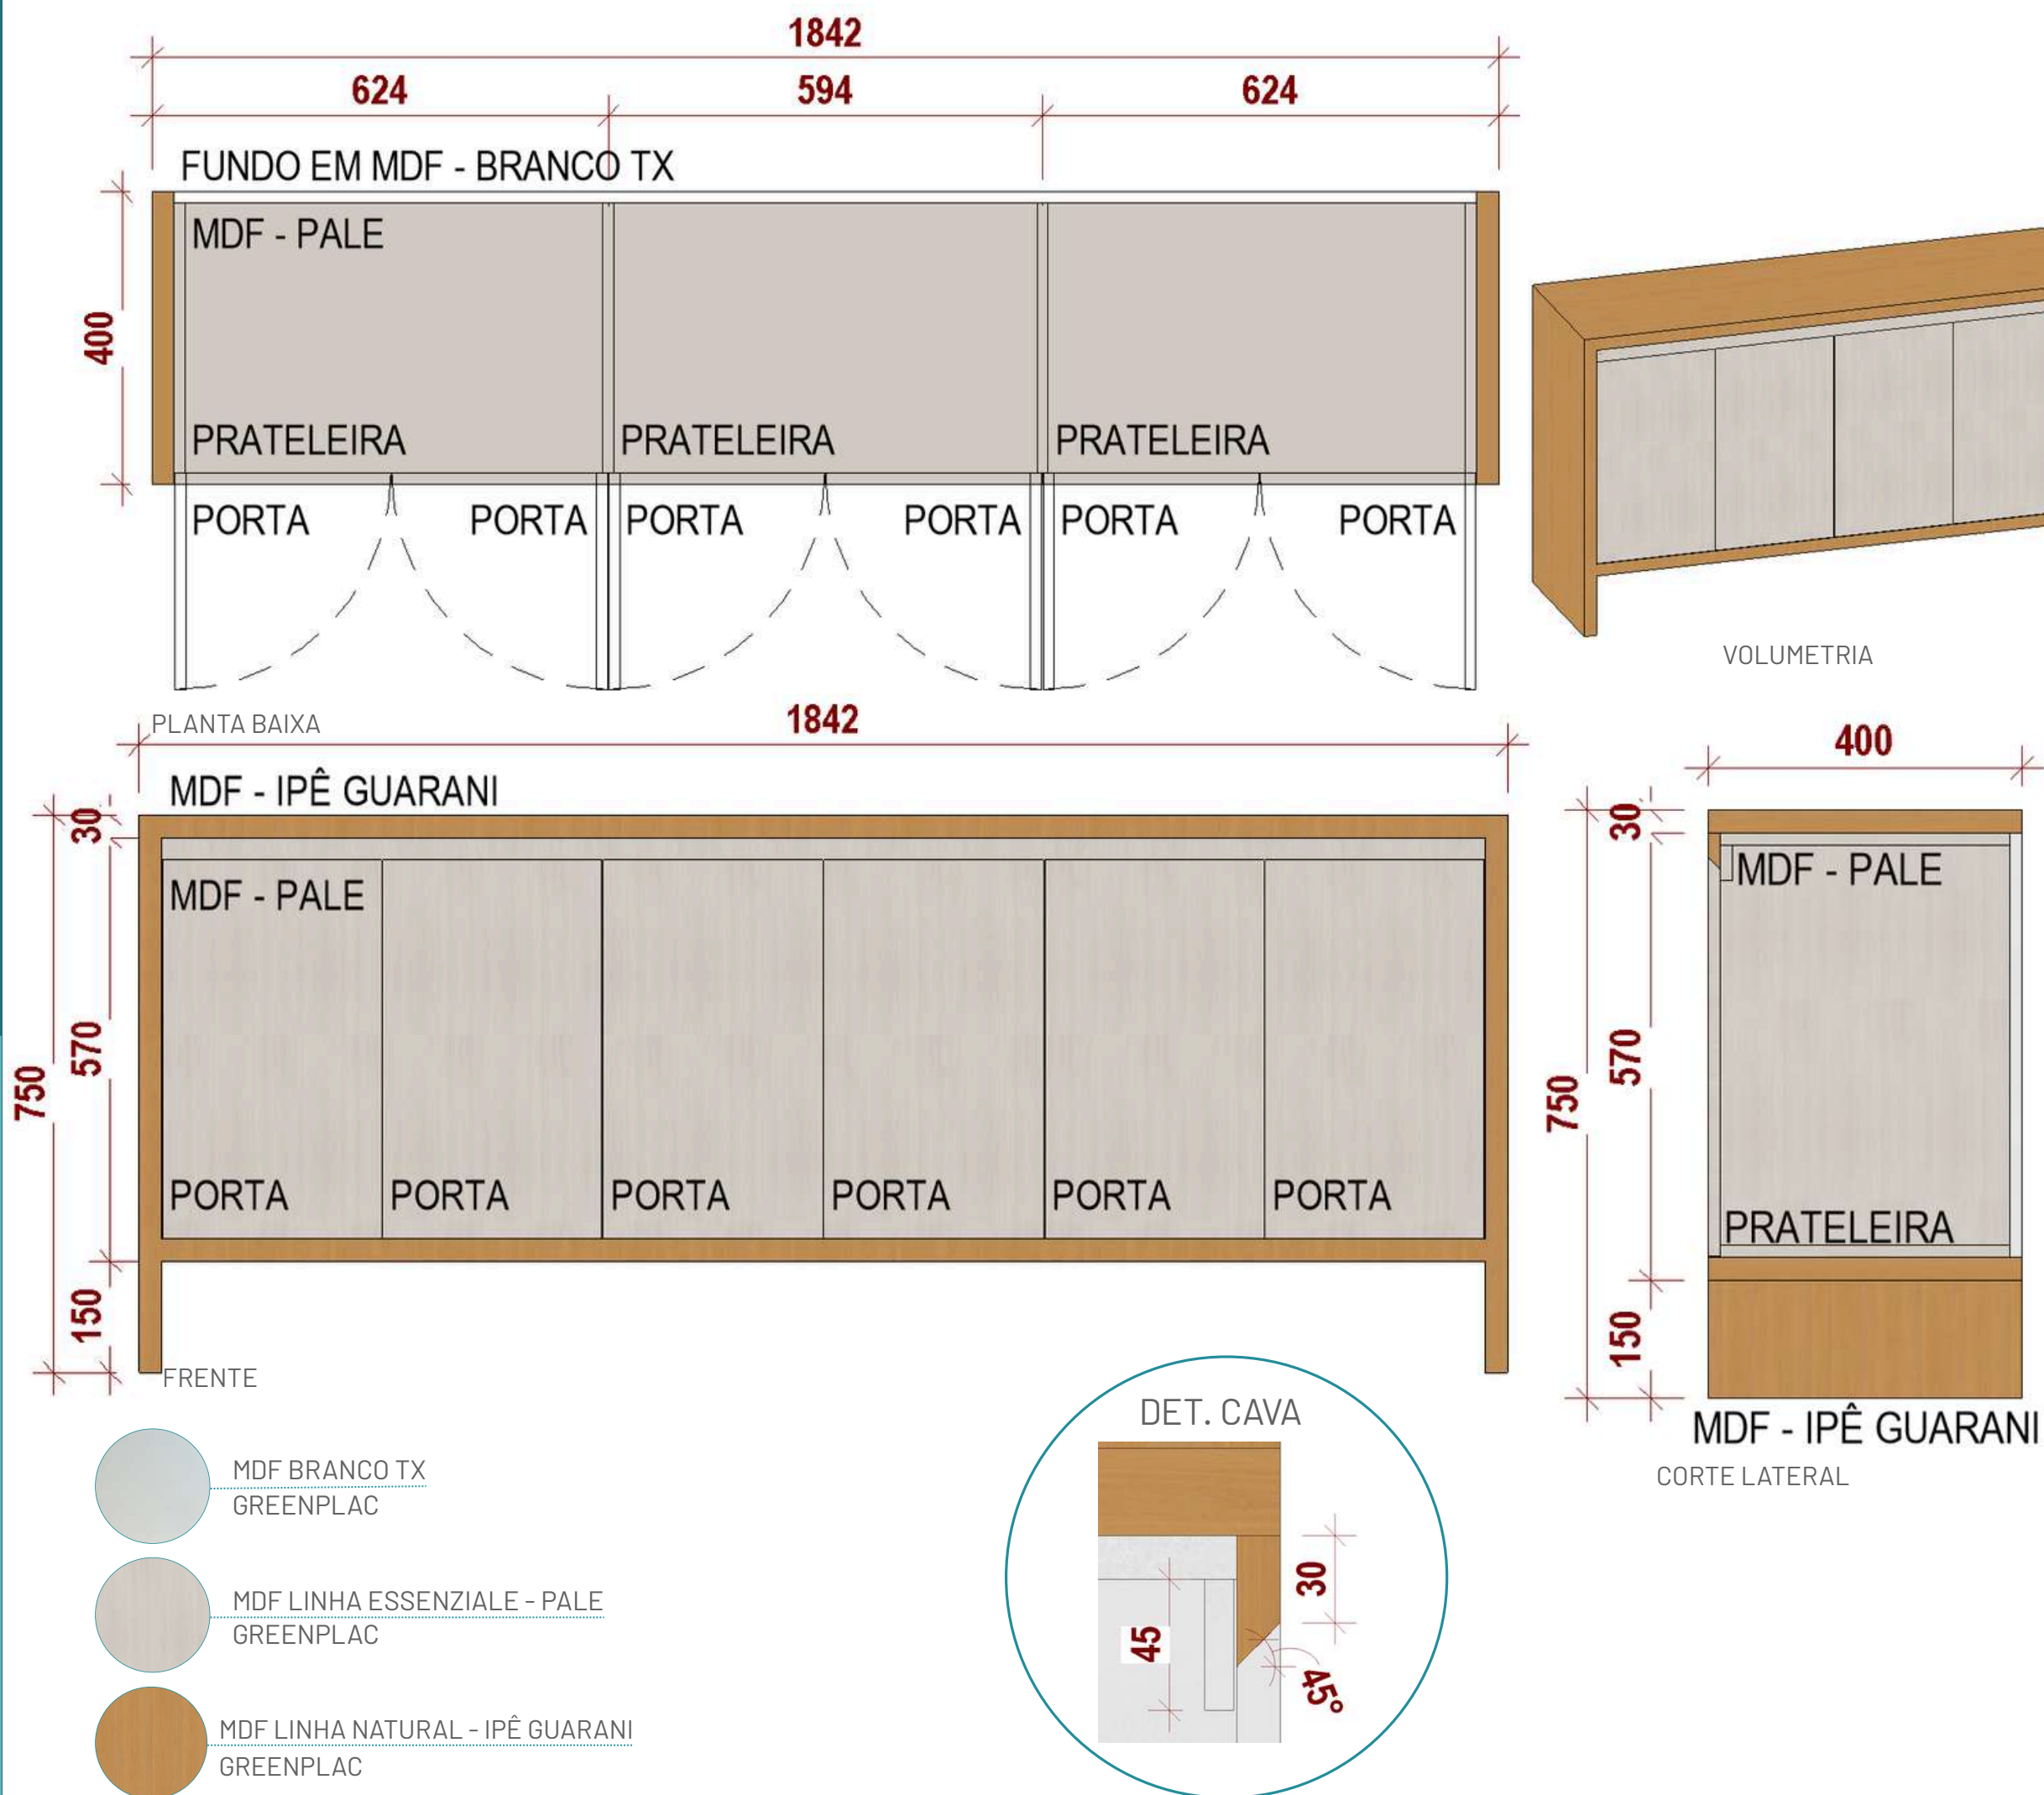 1842
624 594 624
FUNDO EM MDF - BRANCO TX
MDF - PALE
400
PRATELEIRA PRATELEIRA PRATELEIRA
PORTA PORTA PORTA PORTA PORTA PORTA
VOLUMETRIA
PLANTA BAIXA
1842
MDF - IPÊ GUARANI
30
MDF - PALE
570
750
PORTA PORTA PORTA PORTA PORTA PORTA
150
FRENTE
400
30
MDF - PALE
570
750
PRATELEIRA
150
MDF - IPÊ GUARANI
CORTE LATERAL
DET. CAVA
30
45
45°
MDF BRANCO TX
GREENPLAC
MDF LINHA ESSENZIALE - PALE
GREENPLAC
MDF LINHA NATURAL - IPÊ GUARANI
GREENPLAC